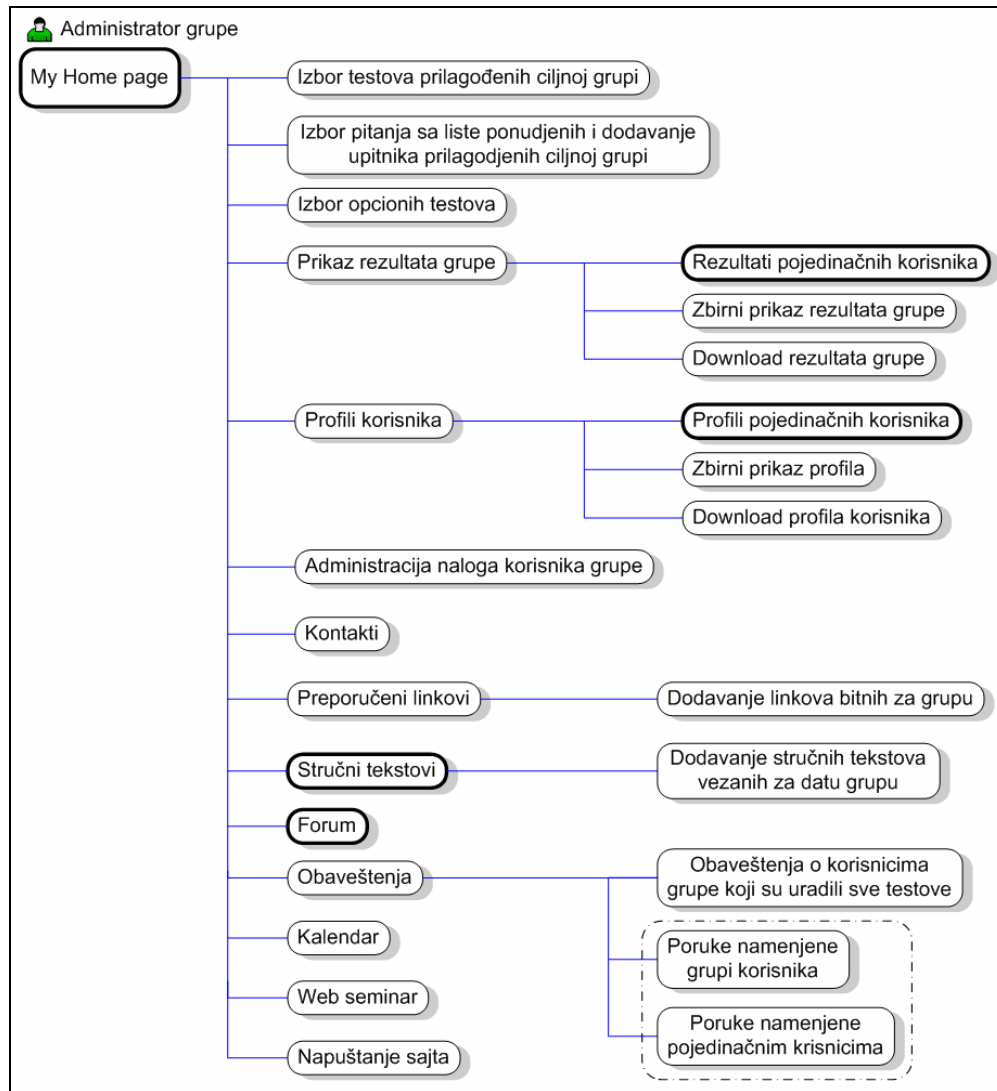 Administrator grupe
My Home page
Izbor testova prilagođenih ciljnoj grupi
Izbor pitanja sa liste ponudjenih i dodavanje
upitnika prilagodjenih ciljnoj grupi
Izbor opcionih testova
Prikaz rezultata grupe
Rezultati pojedinačnih korisnika
Zbirni prikaz rezultata grupe
Download rezultata grupe
Profili korisnika
Profili pojedinačnih korisnika
Zbirni prikaz profila
Download profila korisnika
Administracija naloga korisnika grupe
Kontakti
Preporučeni linkovi
Dodavanje linkova bitnih za grupu
Stručni tekstovi
Dodavanje stručnih tekstova
vezanih za datu grupu
Forum
Obaveštenja
Obaveštenja o korisnicima
grupe koji su uradili sve testove
Poruke namenjene
grupi korisnika
Poruke namenjene
pojedinačnim krisnicima
Kalendar
Web seminar
Napuštanje sajta